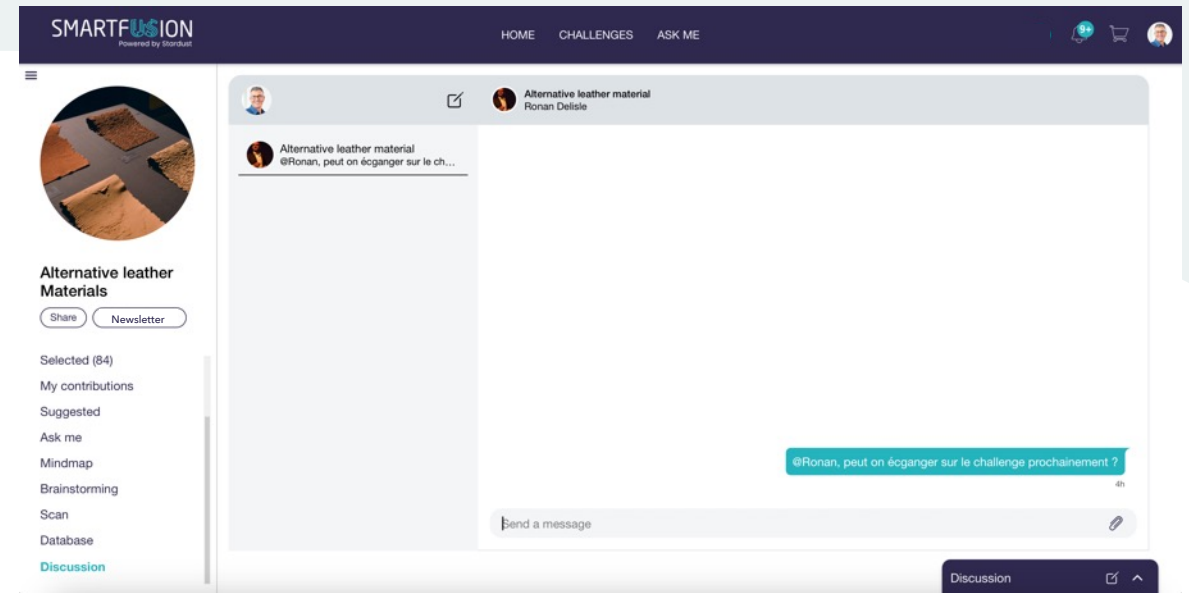 SMARTFUSION
Powered by Stardust
HOME CHALLENGES ASK ME
9+
Alternative leather
Materials
Share Newsletter
Selected (84)
My contributions
Suggested
Ask me
Mindmap
Brainstorming
Scan
Database
Discussion
Alternative leather material
@Ronan, peut on écganger sur le ch...
Alternative leather material
Ronan Delisle
@Ronan, peut on écganger sur le challenge prochainement ?
4h
Send a message
Discussion